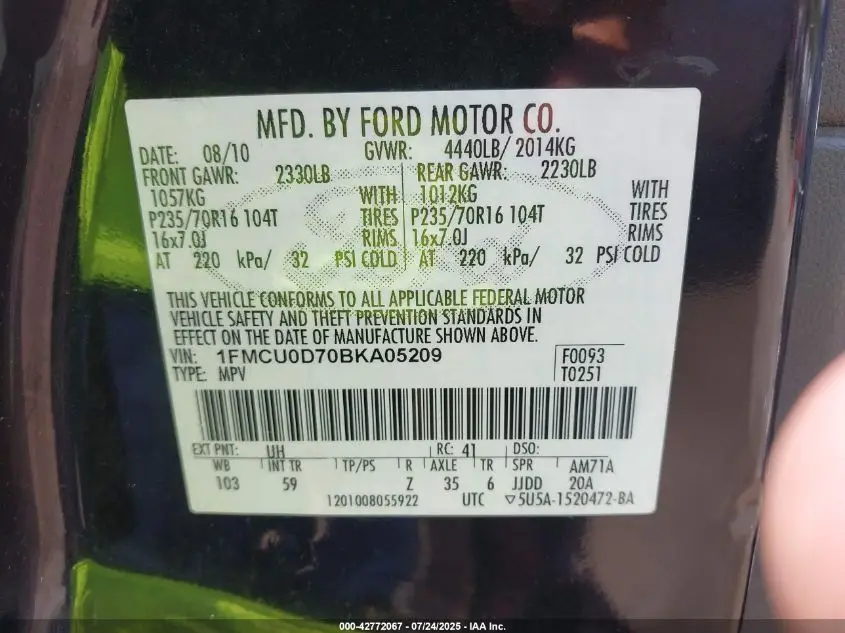 MFD. BY FORD MOTOR CO.
DATE: 08/10 GVWR: 4440LB/ 2014KG
FRONT GAWR: 2330LB REAR GAWR: 2230LB
1057KG WITH 1012KG WITH
P235/70R16 104T TIRES P235/70R16 104T TIRES
16x7.0J RIMS 16x7.0J RIMS
AT 220 kPa/ 32 PSI COLD AT 220 kPa/ 32 PSI COLD
THIS VEHICLE CONFORMS TO ALL APPLICABLE FEDERAL MOTOR
VEHICLE SAFETY AND THEFT PREVENTION STANDARDS IN
EFFECT ON THE DATE OF MANUFACTURE SHOWN ABOVE.
VIN: 1FMCU0D70BKA05209 F0093
TYPE: MPV T0251
EXT PNT: UH RC: 41 DSO:
WB INT TR TP/PS R AXLE TR SPR AM71A
103 59 Z 35 6 JJDD 20A
1201008055922 UTC ▽5U5A-1520472-BA
000-42772067 - 07/24/2025 - IAA Inc.